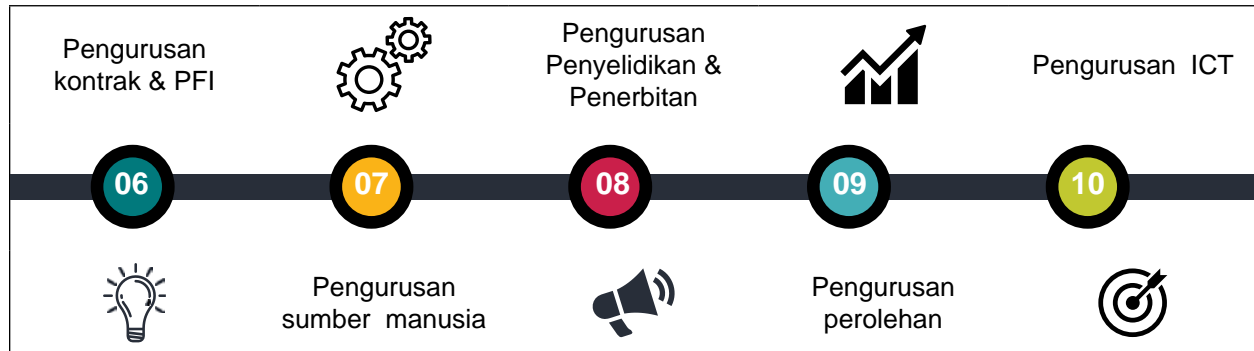 Pengurusan
kontrak & PFI
Pengurusan
Penyelidikan &
Penerbitan
Pengurusan ICT
06
07
08
09
10
Pengurusan
sumber manusia
Pengurusan
perolehan